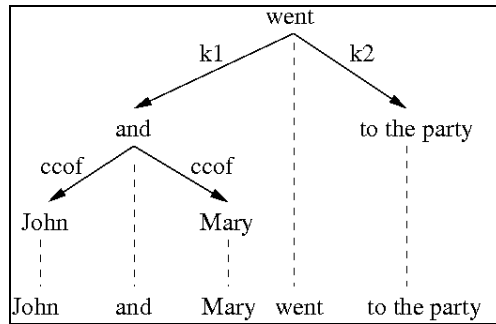 went
k1 k2
and to the party
ccof ccof
John Mary
John and Mary went to the party